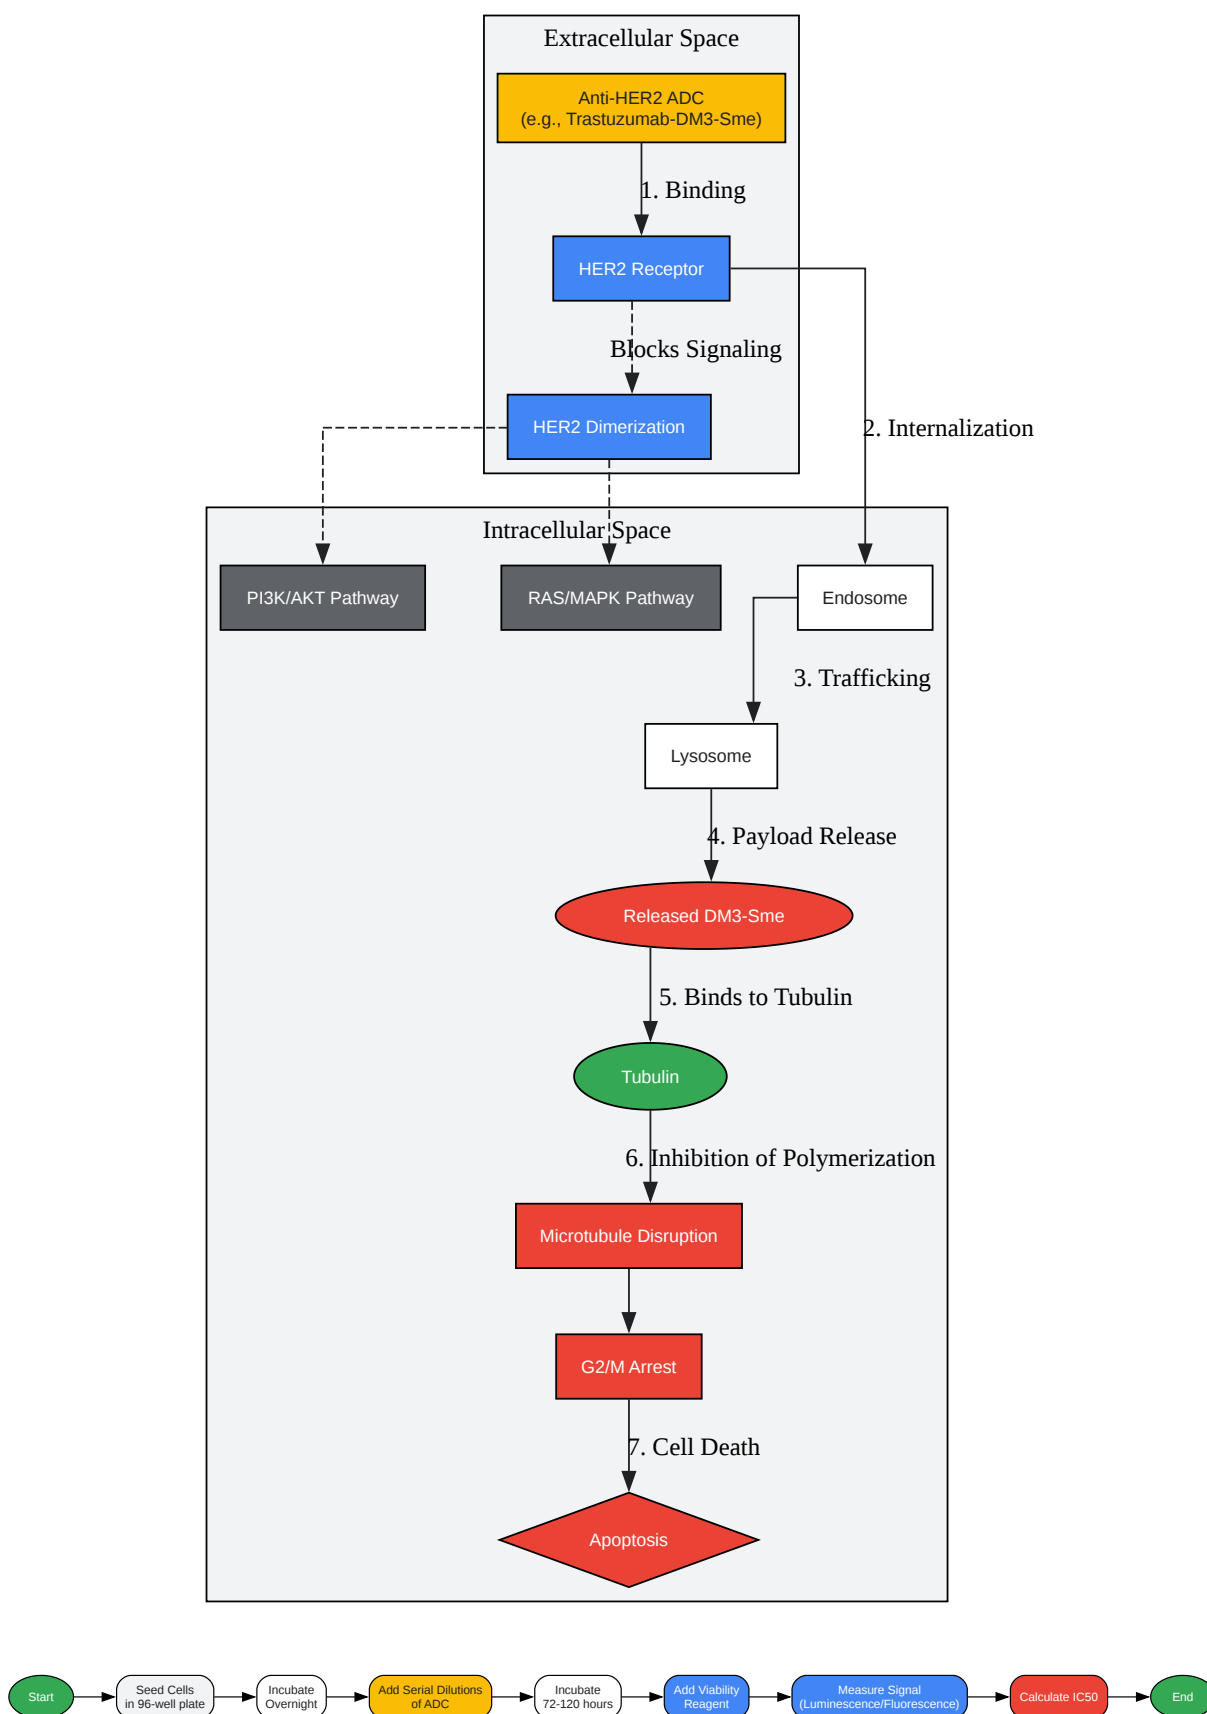 Extracellular Space
Anti-HER2 ADC
(e.g., Trastuzumab-DM3-Sme)
1. Binding
HER2 Receptor
Blocks Signaling
HER2 Dimerization
2. Internalization
Intracellular Space
PI3K/AKT Pathway
RAS/MAPK Pathway
Endosome
3. Trafficking
Lysosome
4. Payload Release
Released DM3-Sme
5. Binds to Tubulin
Tubulin
6. Inhibition of Polymerization
Microtubule Disruption
G2/M Arrest
7. Cell Death
Apoptosis
Start
Seed Cells
in 96-well plate
Incubate
Overnight
Add Serial Dilutions
of ADC
Incubate
72-120 hours
Add Viability
Reagent
Measure Signal
(Luminescence/Fluorescence)
Calculate IC50
End